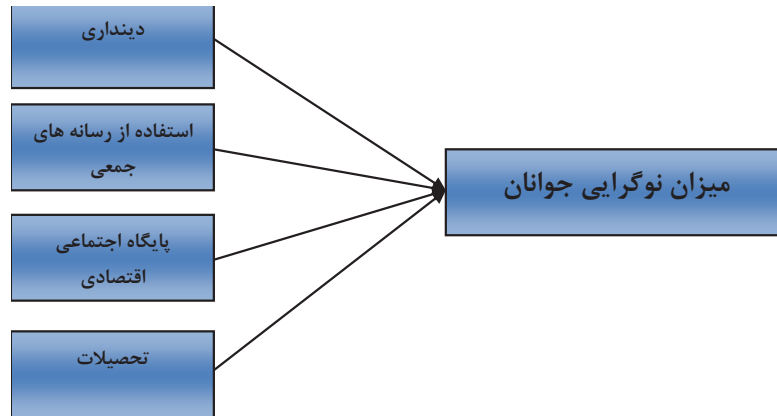 دینداری
استفاده از رسانه های
جمعی
پایگاه اجتماعی
اقتصادی
تحصیلات
میزان نوگرایی جوانان